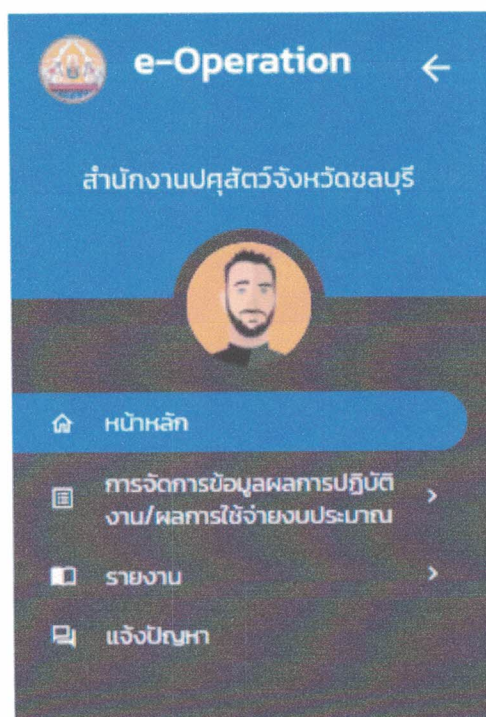 e-Operation
สำนักงานปศุสัตว์จังหวัดชลบุรี
หน้าหลัก
การจัดการข้อมูลผลการปฏิบัติ
งาน/ผลการใช้จ่ายงบประมาณ
รายงาน
แจ้งปัญหา